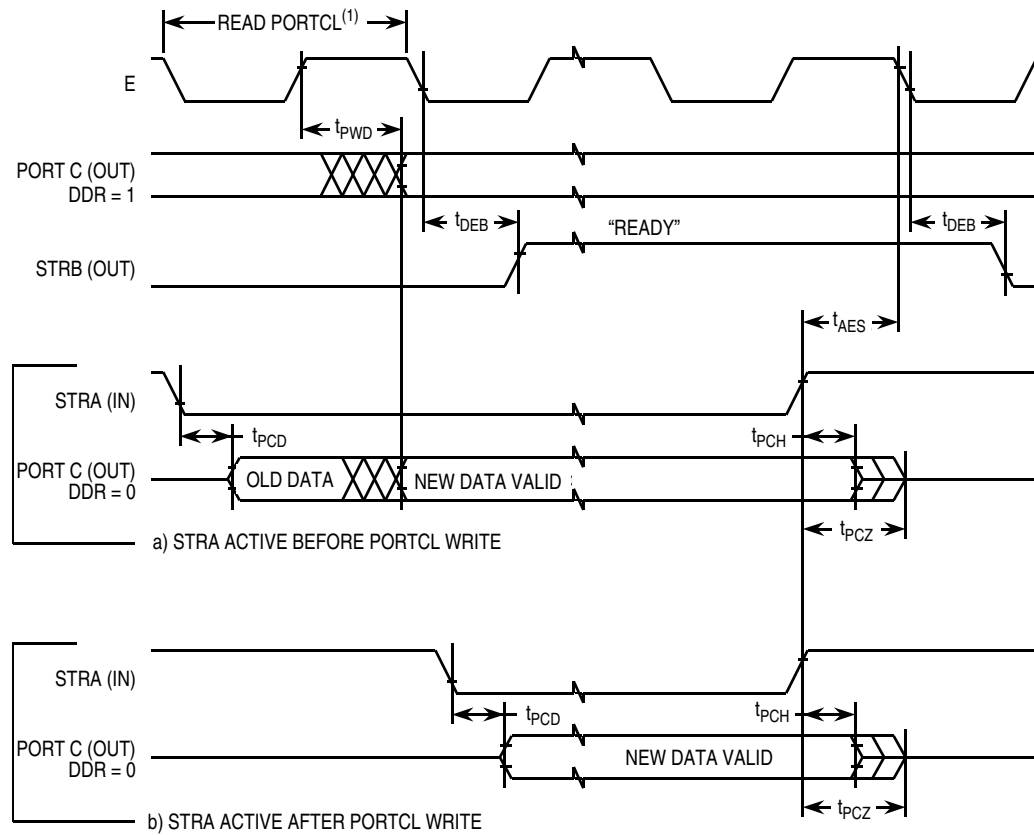 READ PORTCL(1)
E
tPWD
PORT C (OUT)
DDR = 1
tDEB
"READY"
tDEB
STRB (OUT)
tAES
STRA (IN)
tPCD
tPCH
PORT C (OUT)
DDR = 0
OLD DATA
NEW DATA VALID
tPCZ
a) STRA ACTIVE BEFORE PORTCL WRITE
STRA (IN)
tPCD
tPCH
PORT C (OUT)
DDR = 0
NEW DATA VALID
tPCZ
b) STRA ACTIVE AFTER PORTCL WRITE